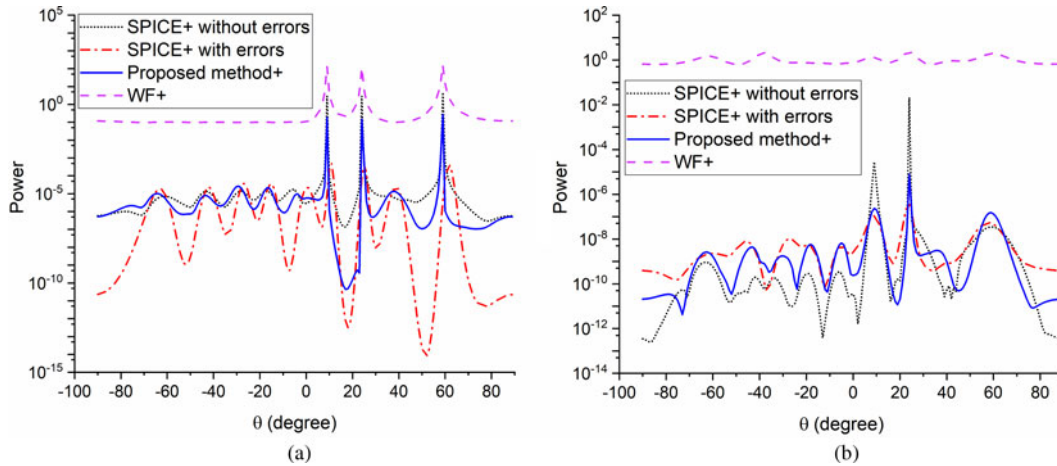 10^5
10^0
10^-5
10^-10
10^-15
Power
-100 -80 -60 -40 -20 0 20 40 60 80
θ (degree)
SPICE+ without errors
SPICE+ with errors
Proposed method+
WF+
(a)
10^2
10^0
10^-2
10^-4
10^-6
10^-8
10^-10
10^-12
10^-14
Power
-100 -80 -60 -40 -20 0 20 40 60 80
θ (degree)
SPICE+ without errors
SPICE+ with errors
Proposed method+
WF+
(b)